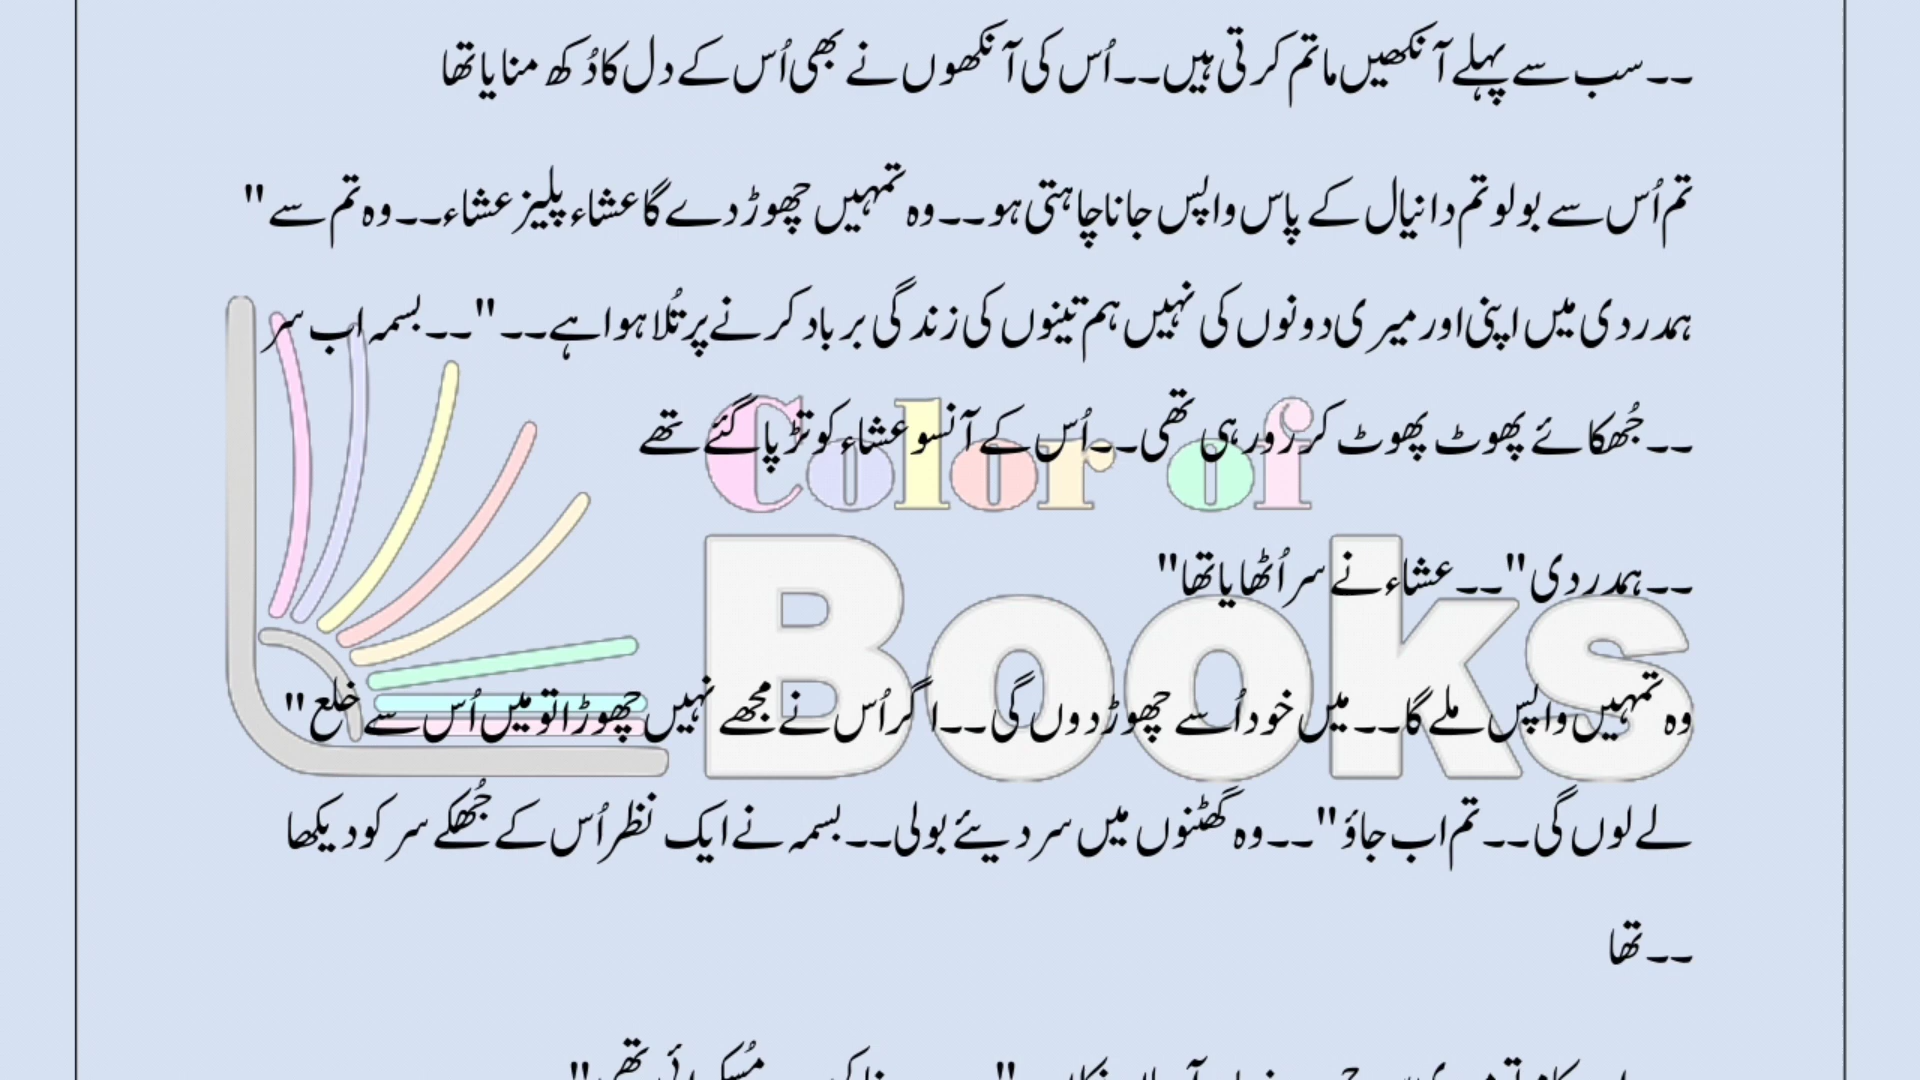 ۔۔سب سے پہلے آنکھیں ماتم کرتی ہیں۔۔اُس کی آنکھوں نے بھی اُس کے دل کا دُکھ منایا تھا
تم اُس سے بولو تم دانیال کے پاس واپس جانا چاہتی ہو۔۔وہ تمہیں چھوڑ دے گا عشاء پلیز عشاء۔۔وہ تم سے"
ہمدردی میں اپنی اور میری دونوں کی نہیں ہم تینوں کی زندگی برباد کرنے پر تُلا ہوا ہے۔۔"۔۔بسمہ اب سر
۔۔جُھکائے پھوٹ پھوٹ کر رو رہی تھی۔۔اُس کے آنسو عشاء کو تڑپا گئے تھے
Color of
Books
۔۔ہمدردی"۔۔عشاء نے سر اُٹھایا تھا"
وہ تمہیں واپس ملے گا۔۔میں خود اُسے چھوڑ دوں گی۔۔اگر اُس نے مجھے نہیں چھوڑا تو میں اُس سے خلع"
لے لوں گی۔۔تم اب جاؤ"۔۔وہ گھٹنوں میں سر دیئے بولی۔۔بسمہ نے ایک نظر اُس کے جُھکے سر کو دیکھا
۔۔تھا